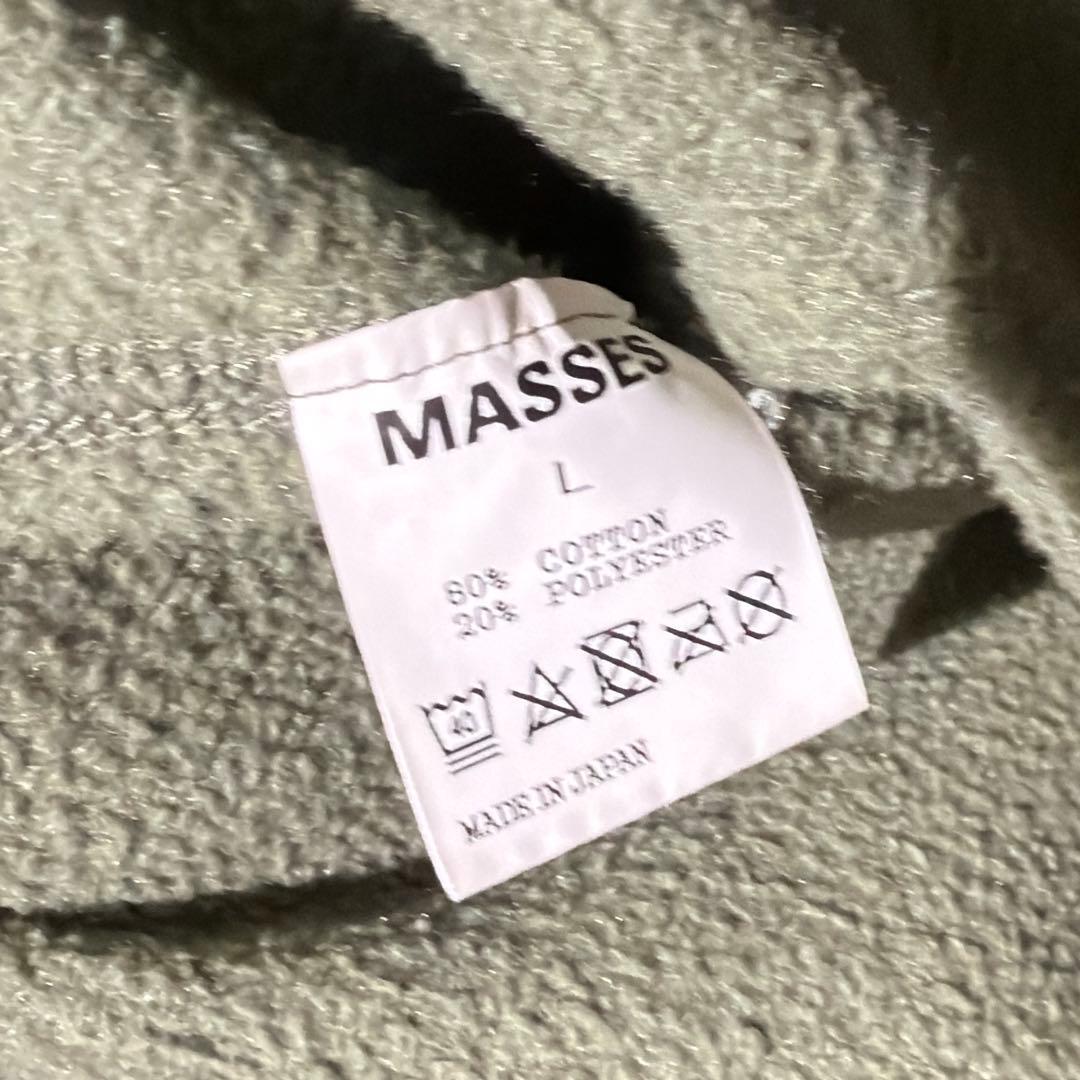 MASSES
L
80% COTTON
20% POLYESTER
40
MADE IN JAPAN